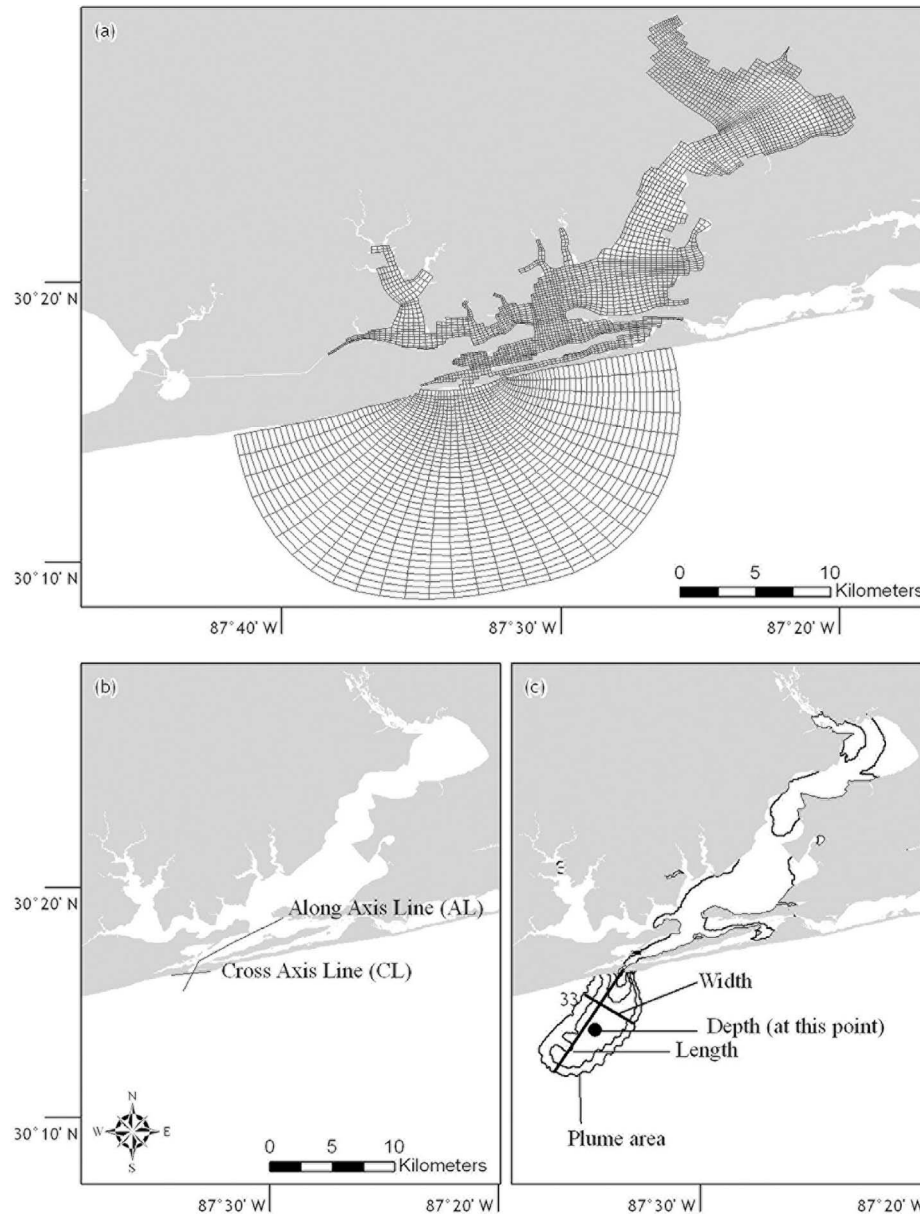 (a)
30°20' N
30°10' N
0 5 10
Kilometers
87°40' W 87°30' W 87°20' W
(b)
30°20' N
Along Axis Line (AL)
Cross Axis Line (CL)
30°10' N
N
W E
S
0 5 10
Kilometers
87°30' W 87°20' W
(c)
33
Width
Depth (at this point)
Length
Plume area
87°30' W 87°20' W